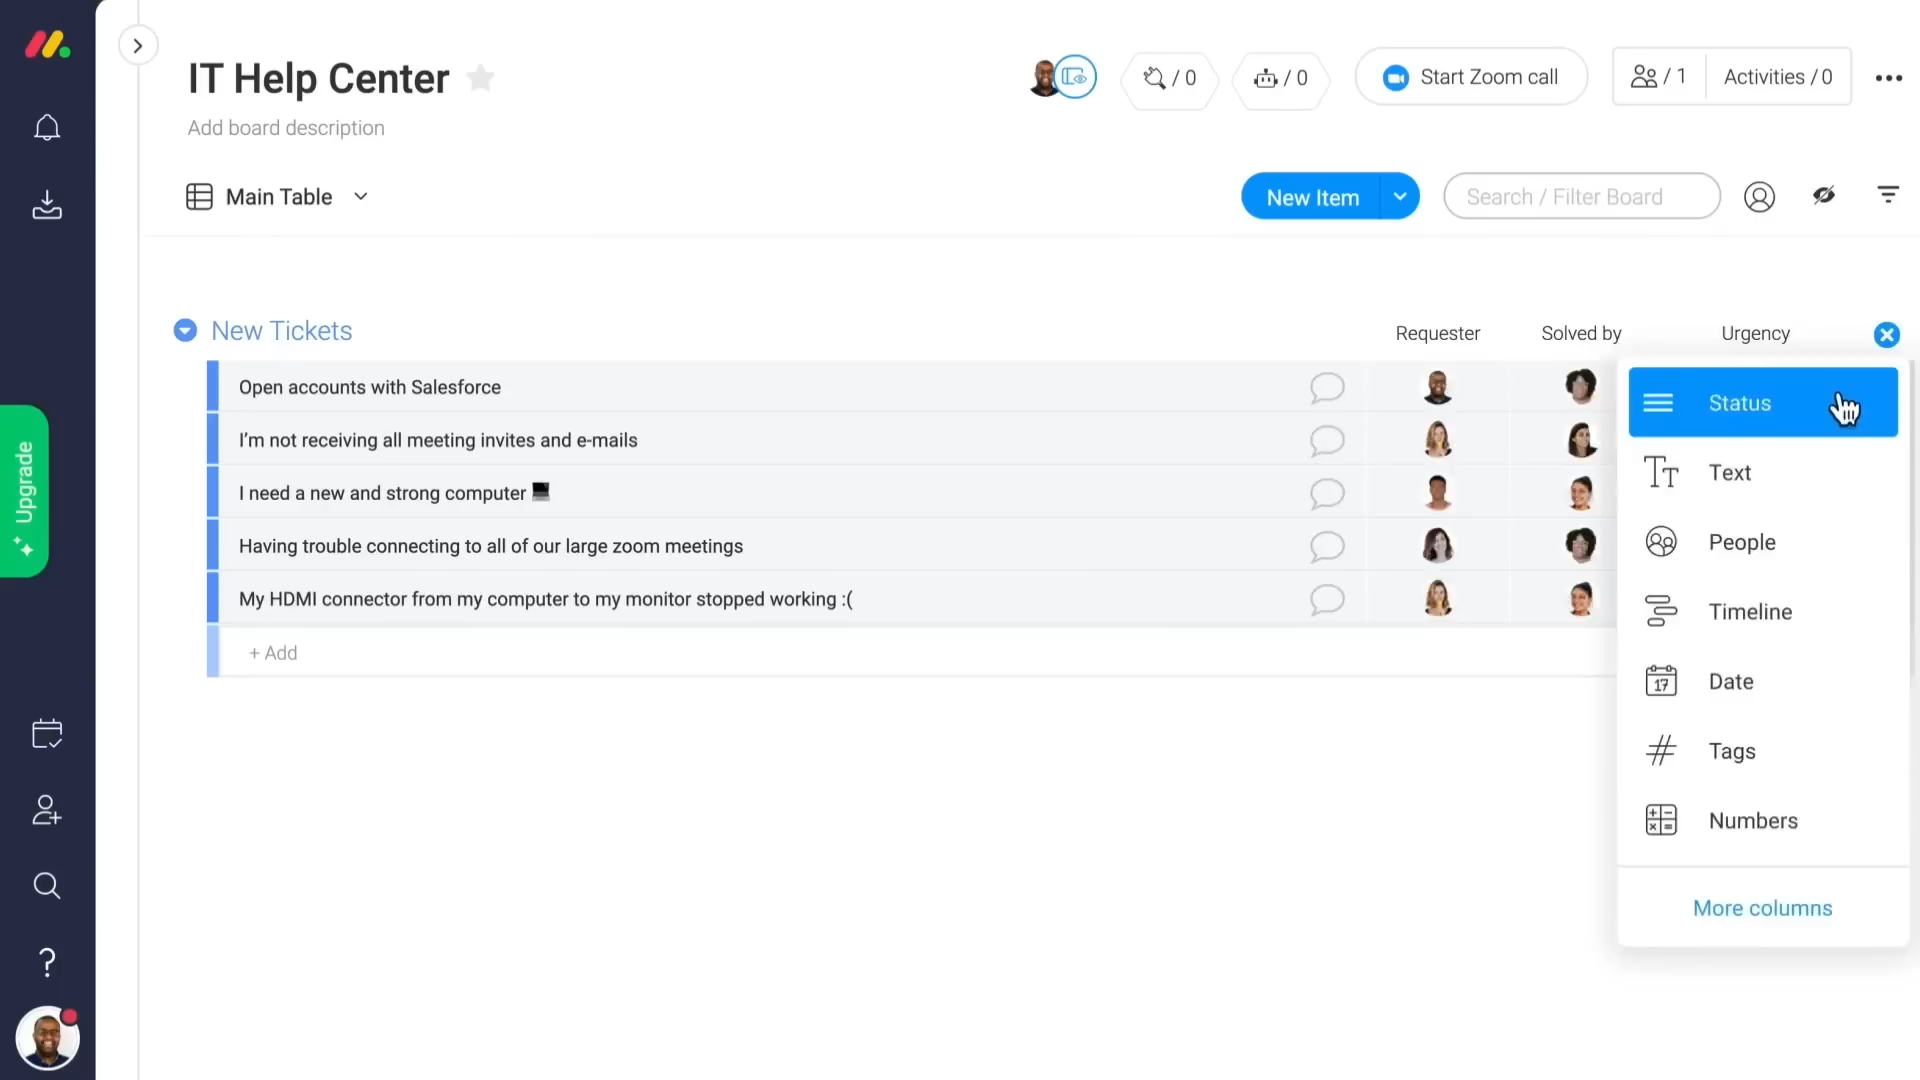 IT Help Center
Add board description
/ 0
/ 0
Start Zoom call
/ 1
Activities / 0
Main Table
New Item
Search / Filter Board
Upgrade
New Tickets
Requester
Solved by
Urgency
Open accounts with Salesforce
I'm not receiving all meeting invites and e-mails
I need a new and strong computer
Having trouble connecting to all of our large zoom meetings
My HDMI connector from my computer to my monitor stopped working :(
+ Add
Status
Text
People
Timeline
17
Date
Tags
Numbers
More columns